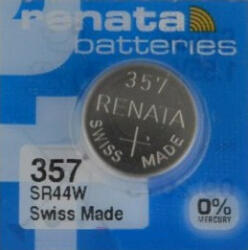 renata
batteries
357
RENATA
+
SWISS MADE
357
SR44W
Swiss Made
0%
MERCURY